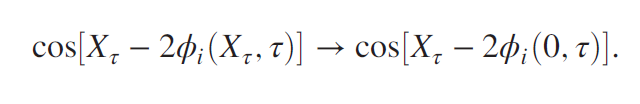 cos[X_τ − 2ϕ_i(X_τ, τ)] → cos[X_τ − 2ϕ_i(0, τ)].